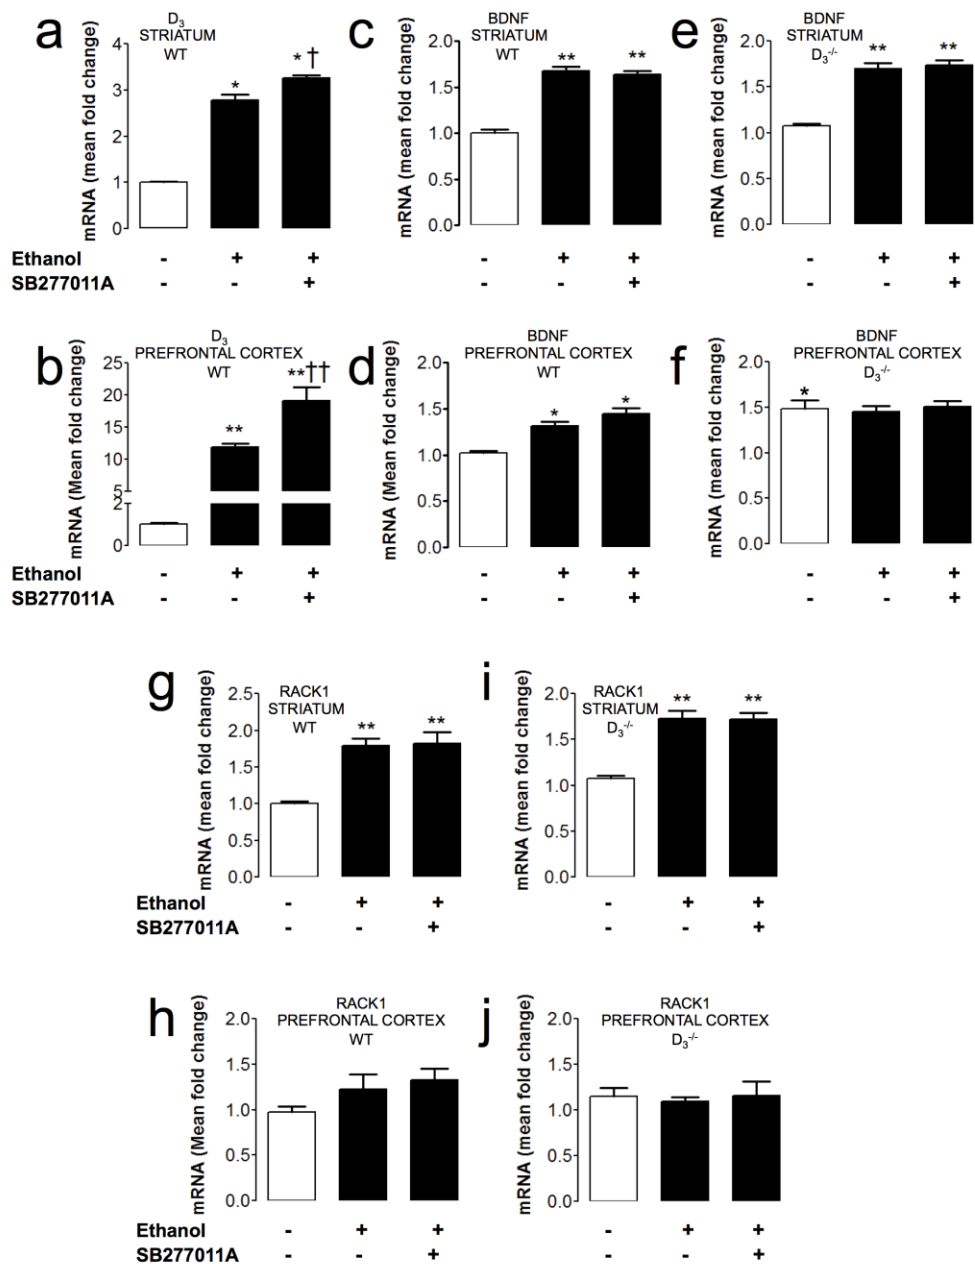 a
D3
STRIATUM
WT
mRNA (mean fold change)
4
3
2
1
0
*
* †
Ethanol - + +
SB277011A - - +
c
BDNF
STRIATUM
WT
mRNA (mean fold change)
2.0
1.5
1.0
0.5
0.0
**
**
- + +
- - +
e
BDNF
STRIATUM
D3-/-
mRNA (mean fold change)
2.0
1.5
1.0
0.5
0.0
**
**
- + +
- - +
b
D3
PREFRONTAL CORTEX
WT
mRNA (Mean fold change)
25
20
15
10
5
2
0
**
**††
Ethanol - + +
SB277011A - - +
d
BDNF
PREFRONTAL CORTEX
WT
mRNA (Mean fold change)
2.0
1.5
1.0
0.5
0.0
*
*
- + +
- - +
f
BDNF
PREFRONTAL CORTEX
D3-/-
mRNA (mean fold change)
2.0
1.5
1.0
0.5
0.0
*
- + +
- - +
g
RACK1
STRIATUM
WT
mRNA (mean fold change)
2.5
2.0
1.5
1.0
0.5
0.0
**
**
Ethanol - + +
SB277011A - - +
i
RACK1
STRIATUM
D3-/-
mRNA (mean fold change)
2.0
1.5
1.0
0.5
0.0
**
**
- + +
- - +
h
RACK1
PREFRONTAL CORTEX
WT
mRNA (Mean fold change)
2.0
1.5
1.0
0.5
0.0
Ethanol - + +
SB277011A - - +
j
RACK1
PREFRONTAL CORTEX
D3-/-
mRNA (mean fold change)
2.0
1.5
1.0
0.5
0.0
- + +
- - +